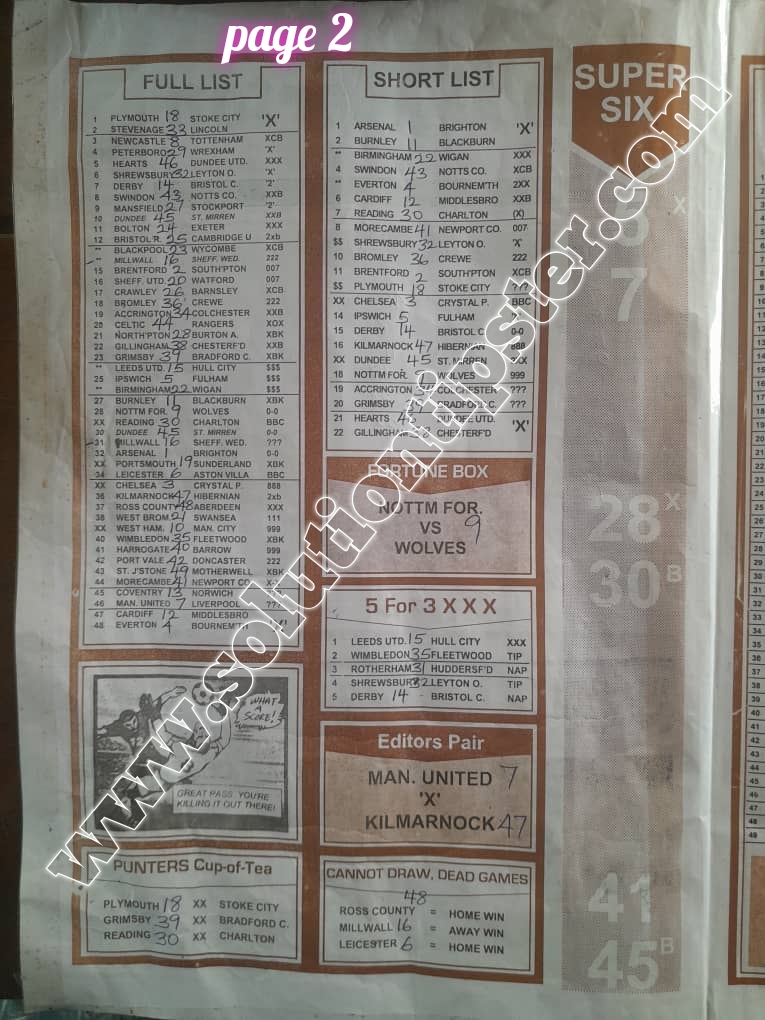 page 2
FULL LIST
1 PLYMOUTH 18 STOKE CITY 'X'
2 STEVENAGE 33 LINCOLN
3 NEWCASTLE 8 TOTTENHAM XCB
4 PETERBORO 29 WREXHAM 'X'
5 HEARTS 46 DUNDEE UTD. XXX
6 SHREWSBURY 32 LEYTON O. 'X'
7 DERBY 14 BRISTOL C. '2'
8 SWINDON 43 NOTTS CO. XXB
9 MANSFIELD 27 STOCKPORT '2'
10 DUNDEE 45 ST. MIRREN XXB
11 BOLTON 24 EXETER XXX
12 BRISTOL R. 25 CAMBRIDGE U 2xb
** BLACKPOOL 23 WYCOMBE XCB
** MILLWALL 16 SHEFF. WED. 222
15 BRENTFORD 2 SOUTH'PTON 007
16 SHEFF. UTD. 20 WATFORD 007
17 CRAWLEY 26 BARNSLEY XCB
18 BROMLEY 36 CREWE 222
19 ACCRINGTON 34 COLCHESTER XXB
20 CELTIC 44 RANGERS XOX
21 NORTH'PTON 28 BURTON A. XBK
22 GILLINGHAM 38 CHESTERF'D XXB
23 GRIMSBY 39 BRADFORD C. XBK
** LEEDS UTD. 15 HULL CITY $$$
25 IPSWICH 5 FULHAM $$$
** BIRMINGHAM 22 WIGAN $$$
27 BURNLEY 11 BLACKBURN XBK
28 NOTTM FOR. 9 WOLVES 0-0
XX READING 30 CHARLTON BBC
30 DUNDEE 45 ST. MIRREN 0-0
31 MILLWALL 16 SHEFF. WED. ???
32 ARSENAL 1 BRIGHTON 0-0
XX PORTSMOUTH 19 SUNDERLAND XBK
34 LEICESTER 6 ASTON VILLA BBC
XX CHELSEA 3 CRYSTAL P. 888
36 KILMARNOCK 47 HIBERNIAN 2xb
37 ROSS COUNTY 48 ABERDEEN XXX
38 WEST BROM. 21 SWANSEA 111
XX WEST HAM. 10 MAN. CITY 999
40 WIMBLEDON 35 FLEETWOOD XBK
41 HARROGATE 40 BARROW 999
42 PORT VALE 42 DONCASTER 222
43 ST. J'STONE 49 MOTHERWELL XBK
44 MORECAMBE 41 NEWPORT CO
45 COVENTRY 13 NORWICH
46 MAN. UNITED 7 LIVERPOOL
47 CARDIFF 12 MIDDLESBRO
48 EVERTON 4 BOURNEM'TH
WHAT A SCORE!
GREAT PASS. YOU'RE KILLING IT OUT THERE!
PUNTERS Cup-of-Tea
PLYMOUTH 18 XX STOKE CITY
GRIMSBY 39 XX BRADFORD C.
READING 30 XX CHARLTON
SHORT LIST
1 ARSENAL 1 BRIGHTON 'X'
2 BURNLEY 11 BLACKBURN
** BIRMINGHAM 22 WIGAN XXX
4 SWINDON 43 NOTTS CO. XCB
** EVERTON 4 BOURNEM'TH 2XX
6 CARDIFF 12 MIDDLESBRO XXB
7 READING 30 CHARLTON (X)
8 MORECAMBE 41 NEWPORT CO. 007
$$ SHREWSBURY 32 LEYTON O. 'X'
10 BROMLEY 36 CREWE 222
11 BRENTFORD 2 SOUTH'PTON XCB
$$ PLYMOUTH 18 STOKE CITY ???
XX CHELSEA 3 CRYSTAL P. BBC
14 IPSWICH 5 FULHAM
15 DERBY 14 BRISTOL C. 0-0
16 KILMARNOCK 47 HIBERNIAN 888
XX DUNDEE 45 ST. MIRREN
18 NOTTM FOR. WOLVES 999
19 ACCRINGTON COLCHESTER ???
20 GRIMSBY 39 BRADFORD C. ???
21 HEARTS 46 DUNDEE UTD. 'X'
22 GILLINGHAM 38 CHESTERF'D
FORTUNE BOX
NOTTM FOR.
VS 9
WOLVES
5 For 3 X X X
1 LEEDS UTD. 15 HULL CITY XXX
2 WIMBLEDON 35 FLEETWOOD TIP
3 ROTHERHAM 31 HUDDERSF'D NAP
4 SHREWSBURY 32 LEYTON O. TIP
5 DERBY 14 - BRISTOL C. NAP
Editors Pair
MAN. UNITED 7
'X'
KILMARNOCK 47
CANNOT DRAW, DEAD GAMES
48
ROSS COUNTY = HOME WIN
MILLWALL 16 = AWAY WIN
LEICESTER 6 = HOME WIN
SUPER
SIX
X
7
28 X
30 B
41
45 B
www.solutiontipster.com